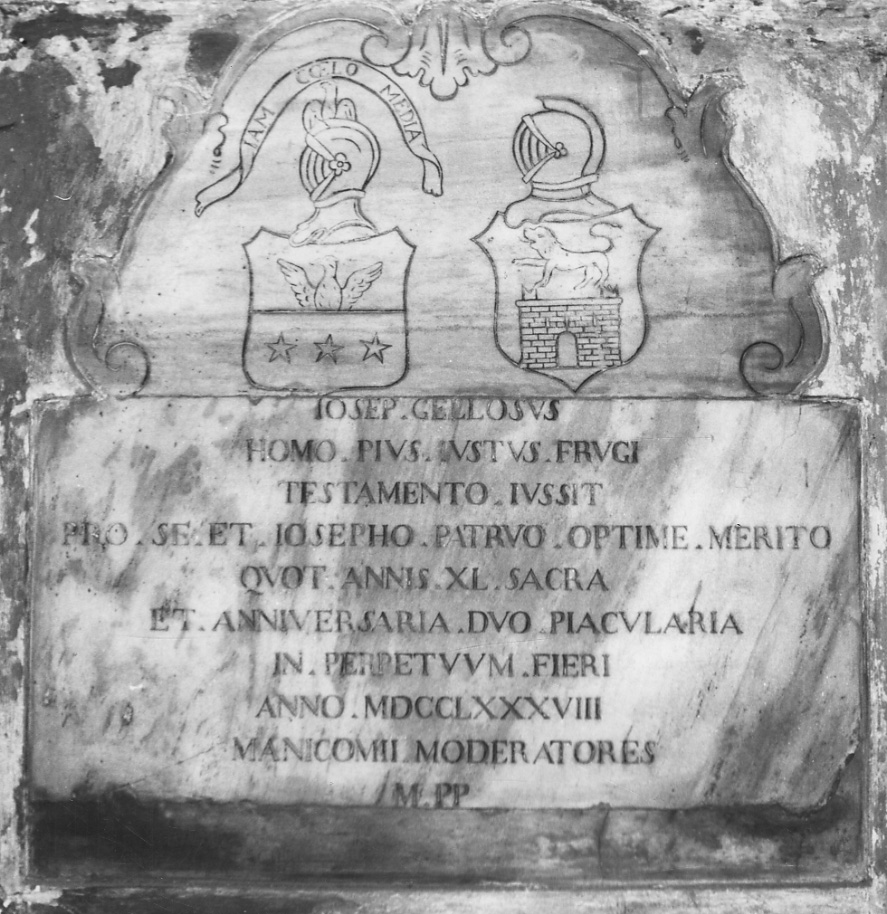 IAM CŒLO MEDIA
IOSEP. GELLOSVS
HOMO. PIVS. IVSTVS. FRVGI
TESTAMENTO. IVSSIT
PRO. SE. ET. IOSEPHO. PATRVO. OPTIME. MERITO
QVOT. ANNIS. XL. SACRA
ET. ANNIVERSARIA. DVO. PIACVLARIA
IN. PERPETVVM. FIERI
ANNO. MDCCLXXXVIII
MANICOMII. MODERATORES
M. PP